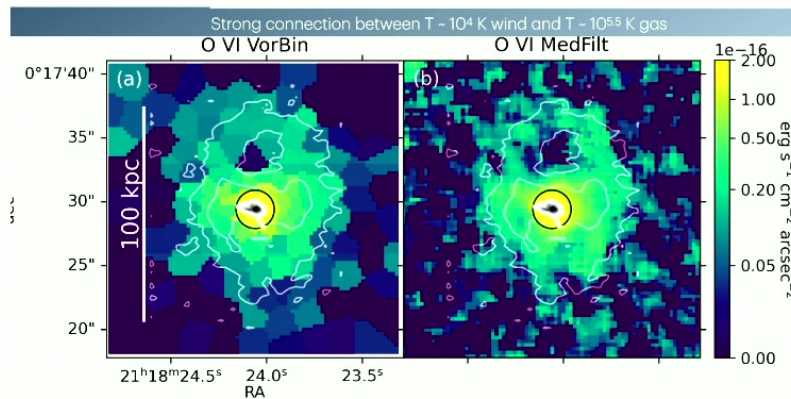 Strong connection between T ~ 10⁴ K wind and T ~ 10⁵·⁵ K gas
O VI VorBin
O VI MedFilt
1e−16
(a)
(b)
0°17'40"
35"
30"
25"
20"
100 kpc
2.00
1.00
0.50
0.20
0.05
0.00
erg s⁻¹ cm⁻² arcsec⁻²
21ʰ18ᵐ24.5ˢ
24.0ˢ
23.5ˢ
RA